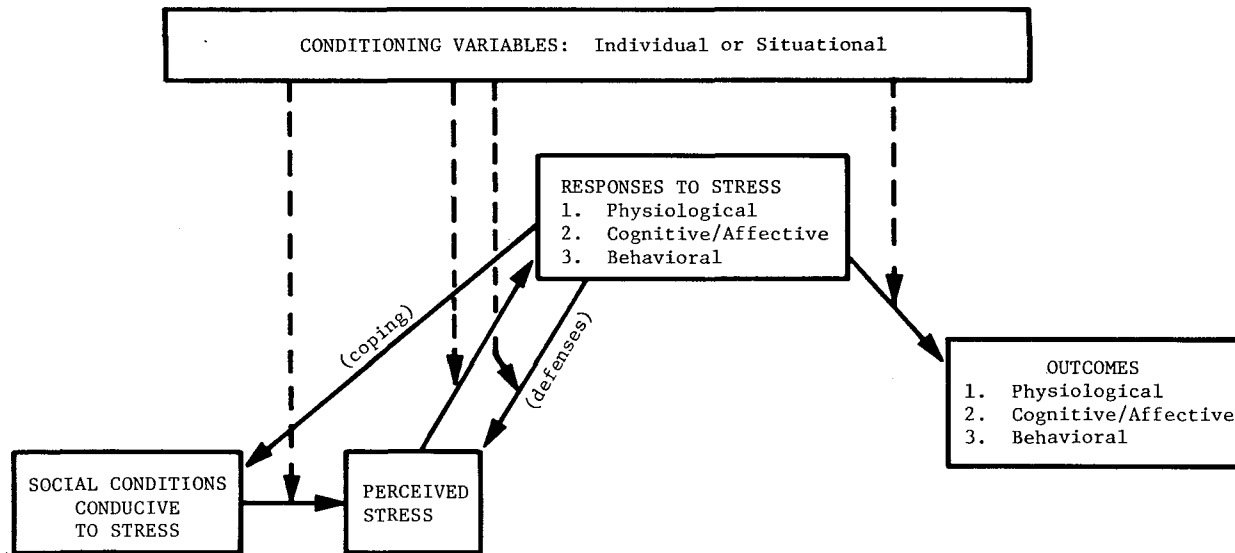 CONDITIONING VARIABLES: Individual or Situational
RESPONSES TO STRESS
1. Physiological
2. Cognitive/Affective
3. Behavioral
(coping)
(defenses)
OUTCOMES
1. Physiological
2. Cognitive/Affective
3. Behavioral
SOCIAL CONDITIONS
CONDUCIVE
TO STRESS
PERCEIVED
STRESS